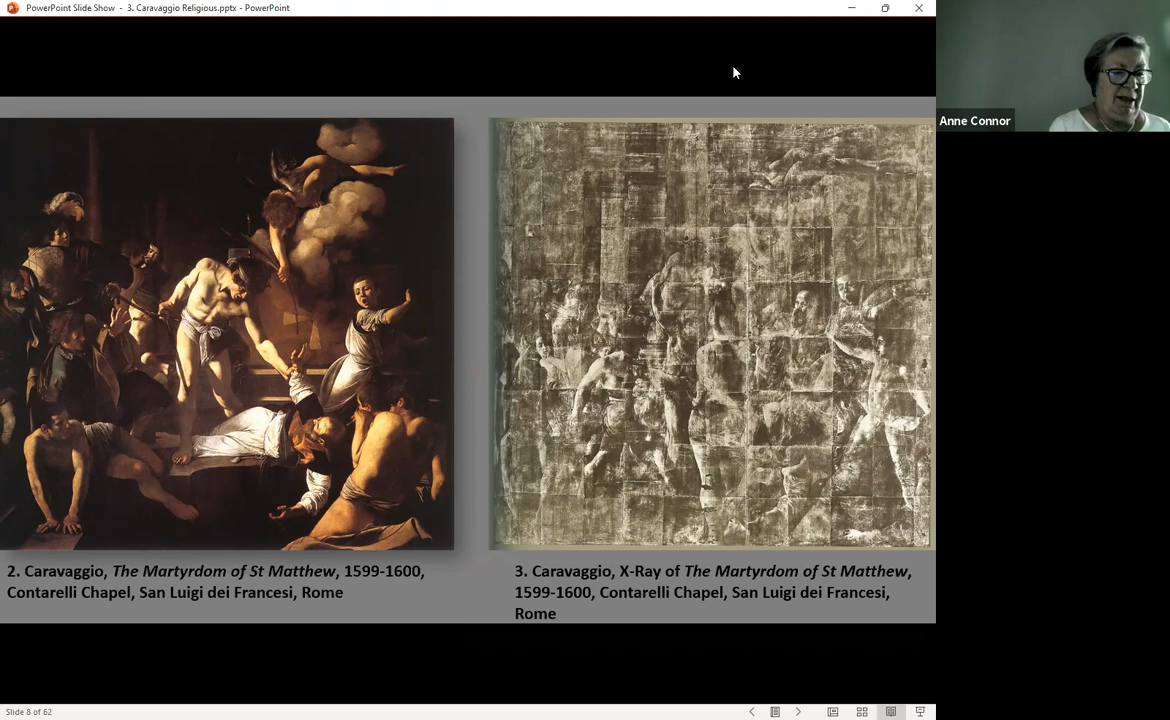 PowerPoint Slide Show - 3. Caravaggio Religious.pptx - PowerPoint
Anne Connor
2. Caravaggio, The Martyrdom of St Matthew, 1599-1600,
Contarelli Chapel, San Luigi dei Francesi, Rome
3. Caravaggio, X-Ray of The Martyrdom of St Matthew,
1599-1600, Contarelli Chapel, San Luigi dei Francesi,
Rome
Slide 8 of 62